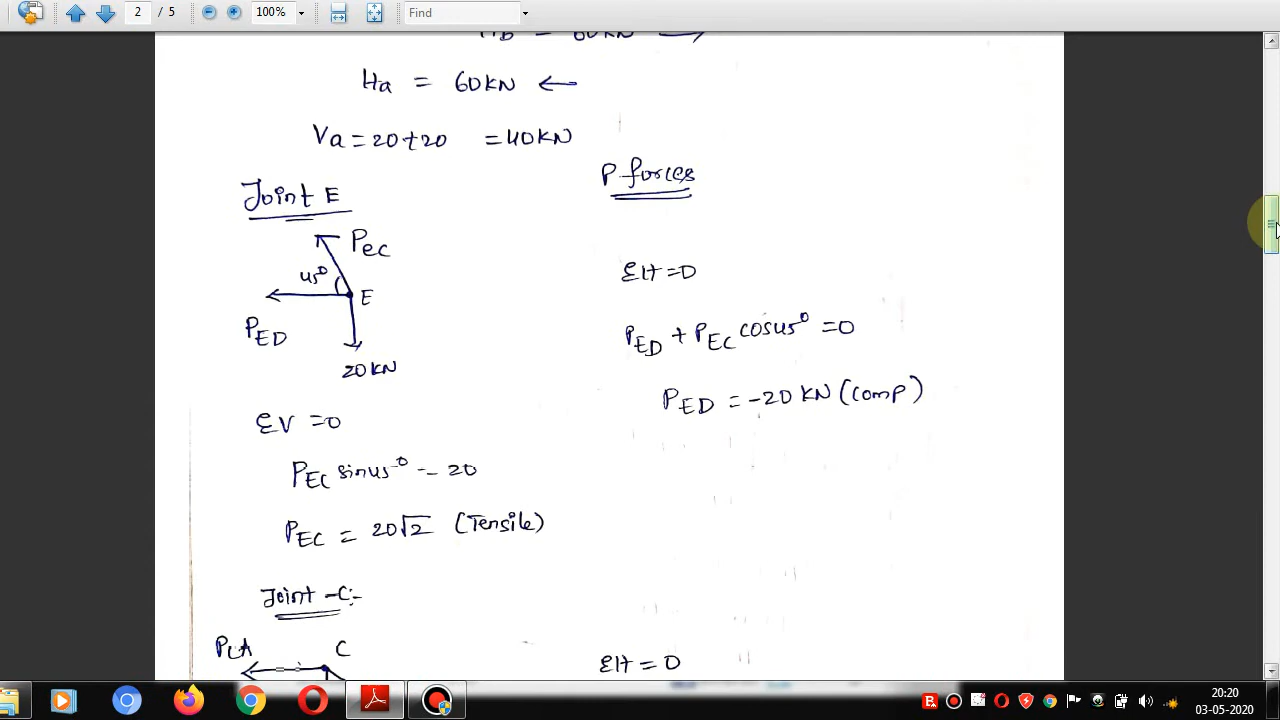 2 / 5 100% Find
HD = 60KN →
Ha = 60KN ←
Va = 20+20 = 40KN
P forces
Joint E
PEC
45°
E
PED
20KN
ΣH=0
PED + PEC cos45° =0
PED = -20 KN (comp)
ΣV =0
PEC sin45° = 20
PEC = 20√2 (Tensile)
Joint -C:-
PCA C
ΣH = 0
20:20
03-05-2020